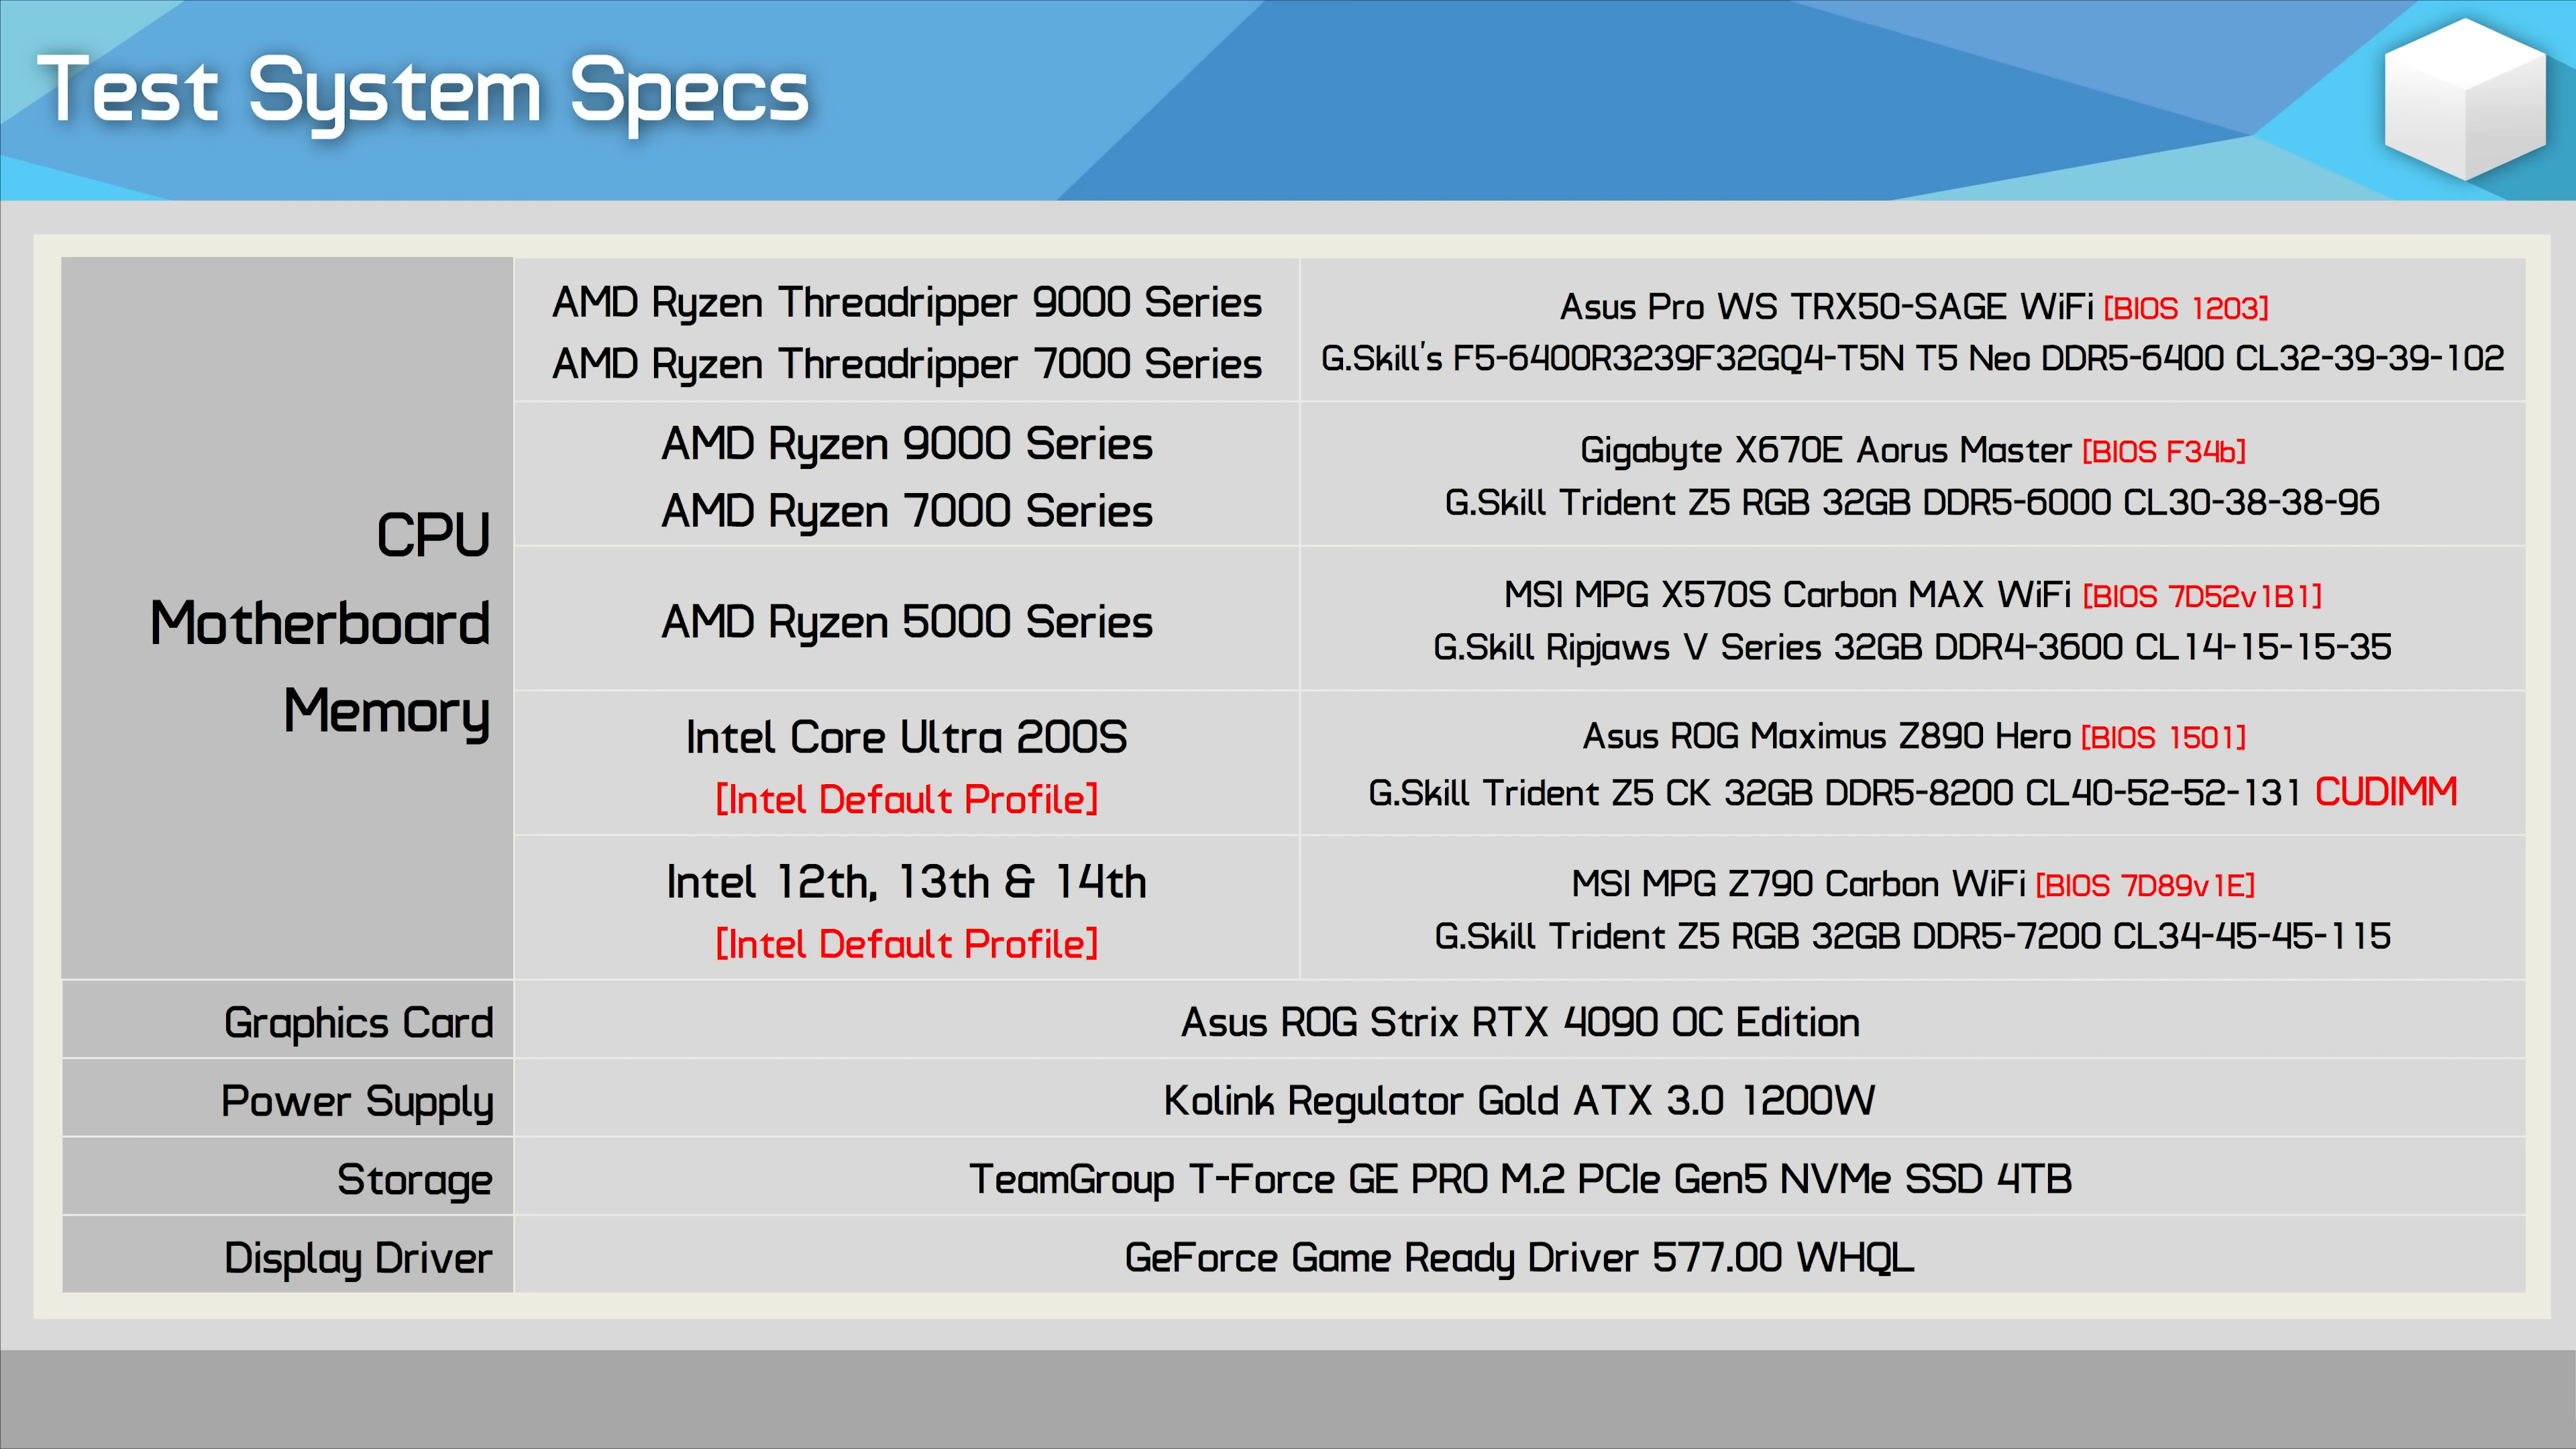 Test System Specs
CPU
Motherboard
Memory
AMD Ryzen Threadripper 9000 Series
AMD Ryzen Threadripper 7000 Series
Asus Pro WS TRX50-SAGE WiFi [BIOS 1203]
G.Skill's F5-6400R3239F32GQ4-T5N T5 Neo DDR5-6400 CL32-39-39-102
AMD Ryzen 9000 Series
AMD Ryzen 7000 Series
Gigabyte X670E Aorus Master [BIOS F34b]
G.Skill Trident Z5 RGB 32GB DDR5-6000 CL30-38-38-96
AMD Ryzen 5000 Series
MSI MPG X570S Carbon MAX WiFi [BIOS 7D52v1B1]
G.Skill Ripjaws V Series 32GB DDR4-3600 CL14-15-15-35
Intel Core Ultra 200S
[Intel Default Profile]
Asus ROG Maximus Z890 Hero [BIOS 1501]
G.Skill Trident Z5 CK 32GB DDR5-8200 CL40-52-52-131 CUDIMM
Intel 12th, 13th & 14th
[Intel Default Profile]
MSI MPG Z790 Carbon WiFi [BIOS 7D89v1E]
G.Skill Trident Z5 RGB 32GB DDR5-7200 CL34-45-45-115
Graphics Card
Asus ROG Strix RTX 4090 OC Edition
Power Supply
Kolink Regulator Gold ATX 3.0 1200W
Storage
TeamGroup T-Force GE PRO M.2 PCIe Gen5 NVMe SSD 4TB
Display Driver
GeForce Game Ready Driver 577.00 WHQL